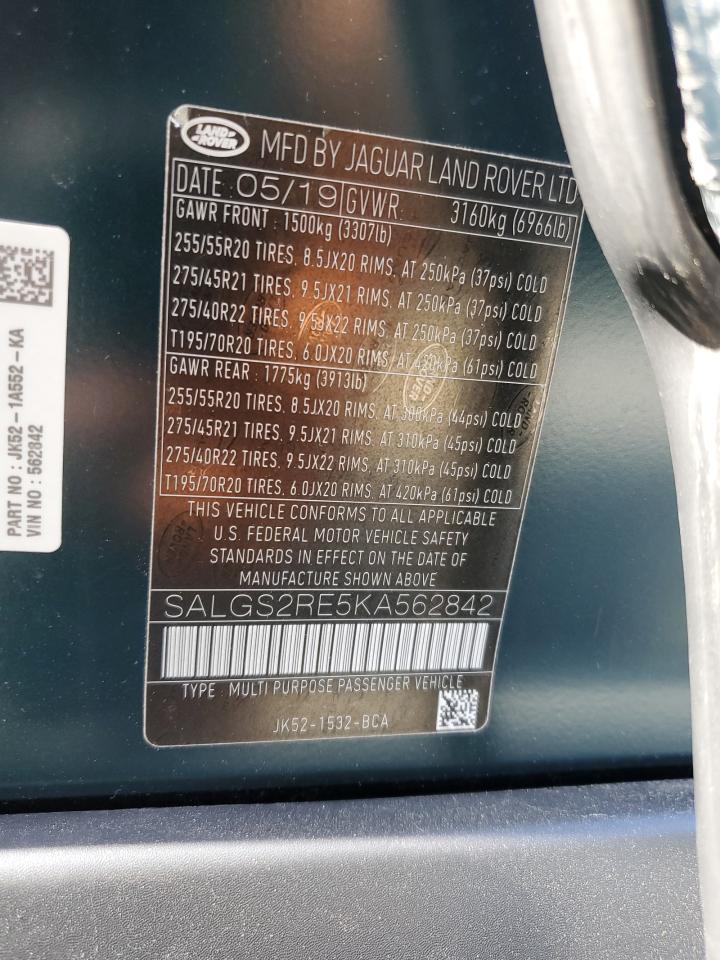 LAND ROVER
MFD BY JAGUAR LAND ROVER LTD
DATE 05/19 GVWR 3160kg (6966lb)
GAWR FRONT : 1500kg (3307lb)
255/55R20 TIRES. 8.5JX20 RIMS, AT 250kPa (37psi) COLD
275/45R21 TIRES. 9.5JX21 RIMS, AT 250kPa (37psi) COLD
275/40R22 TIRES. 9.5JX22 RIMS, AT 250kPa (37psi) COLD
T195/70R20 TIRES. 6.0JX20 RIMS, AT 420kPa (61psi) COLD
GAWR REAR : 1775kg (3913lb)
255/55R20 TIRES. 8.5JX20 RIMS, AT 300kPa (44psi) COLD
275/45R21 TIRES. 9.5JX21 RIMS, AT 310kPa (45psi) COLD
275/40R22 TIRES. 9.5JX22 RIMS, AT 310kPa (45psi) COLD
T195/70R20 TIRES. 6.0JX20 RIMS, AT 420kPa (61psi) COLD
THIS VEHICLE CONFORMS TO ALL APPLICABLE
U.S. FEDERAL MOTOR VEHICLE SAFETY
STANDARDS IN EFFECT ON THE DATE OF
MANUFACTURE SHOWN ABOVE
SALGS2RE5KA562842
TYPE : MULTI PURPOSE PASSENGER VEHICLE
JK52-1532-BCA
PART NO : JK52-1A552-KA
VIN NO : 562842